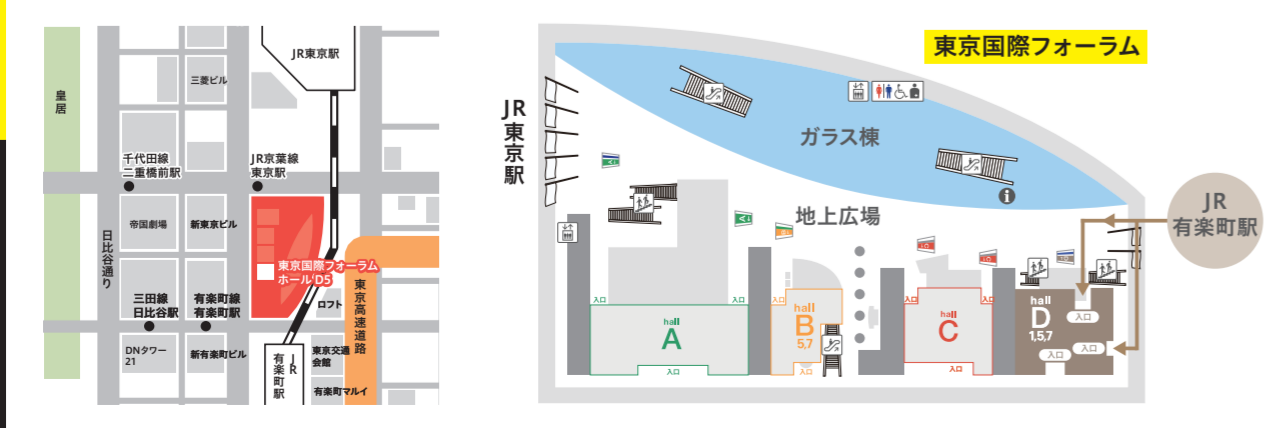 JR東京駅
三菱ビル
皇居
千代田線
二重橋前駅
JR京葉線
東京駅
帝国劇場
新東京ビル
日比谷通り
東京国際フォーラム
ホールD5
ロフト
東京高速道路
三田線
日比谷駅
有楽町線
有楽町駅
DNタワー
21
新有楽町ビル
JR
有楽町駅
東京交通
会館
有楽町マルイ
東京国際フォーラム
JR東京駅
ガラス棟
地上広場
JR
有楽町駅
入口
hall
A
入口
入口
hall
B
5,7
入口
入口
hall
C
入口
入口
hall
D
1,5,7
入口
入口
入口